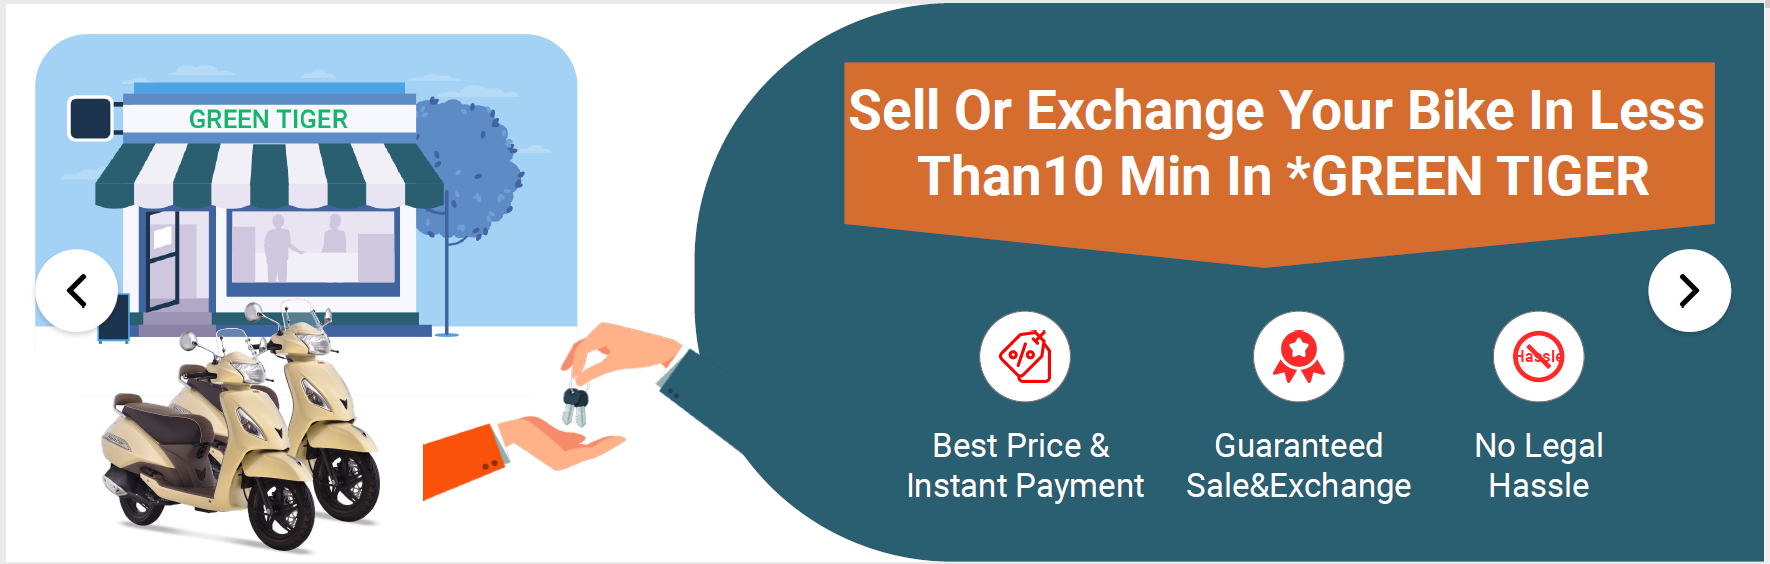 GREEN TIGER
Sell Or Exchange Your Bike In Less
Than10 Min In *GREEN TIGER
Hassle
Best Price &
Instant Payment
Guaranteed
Sale&Exchange
No Legal
Hassle